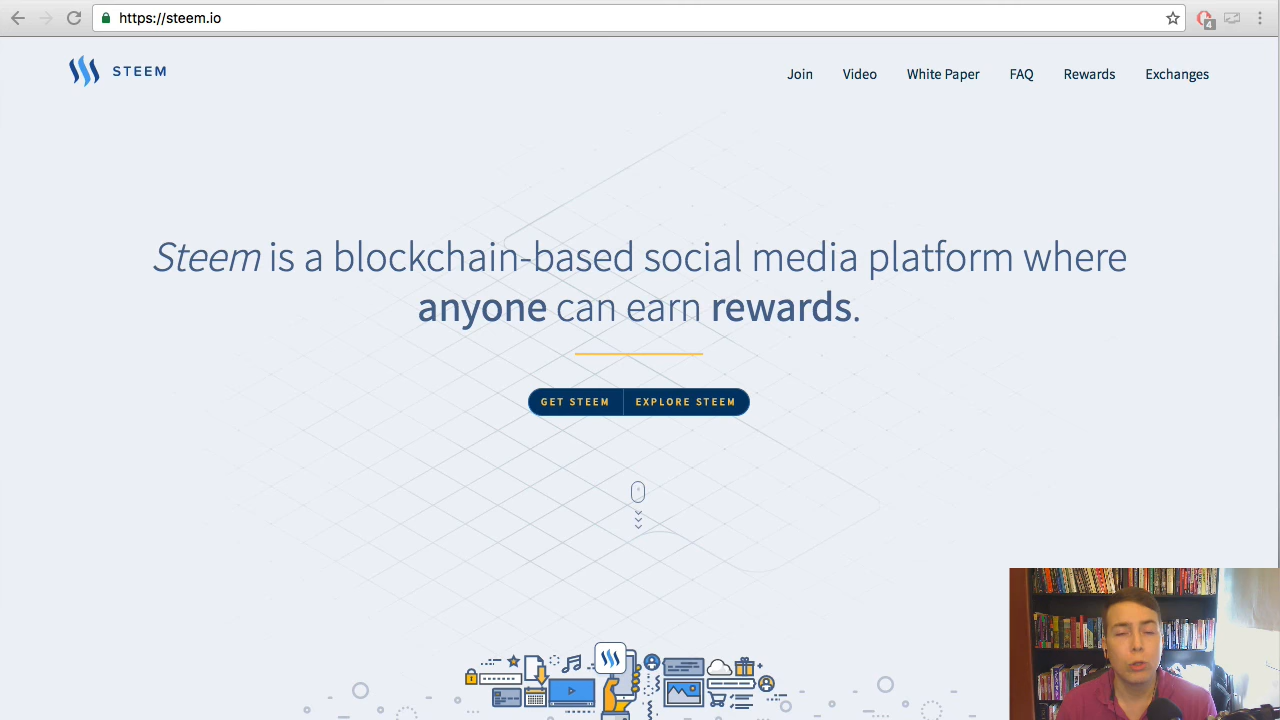 https://steem.io
4
STEEM
Join Video White Paper FAQ Rewards Exchanges
Steem is a blockchain-based social media platform where
anyone can earn rewards.
GET STEEM EXPLORE STEEM